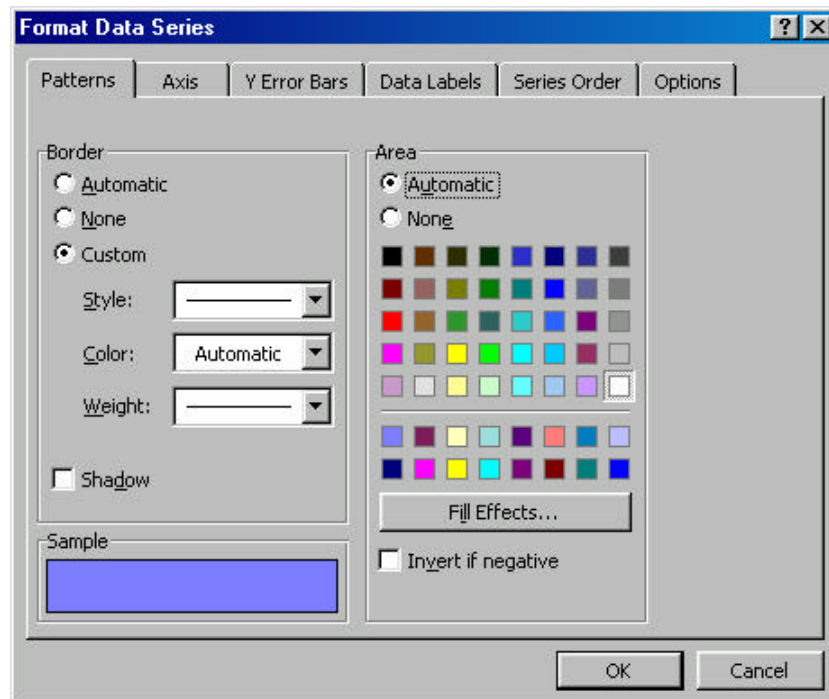 Format Data Series
Patterns Axis Y Error Bars Data Labels Series Order Options
Border
Automatic
None
Custom
Style:
Color: Automatic
Weight:
Shadow
Sample
Area
Automatic
None
Fill Effects...
Invert if negative
OK Cancel